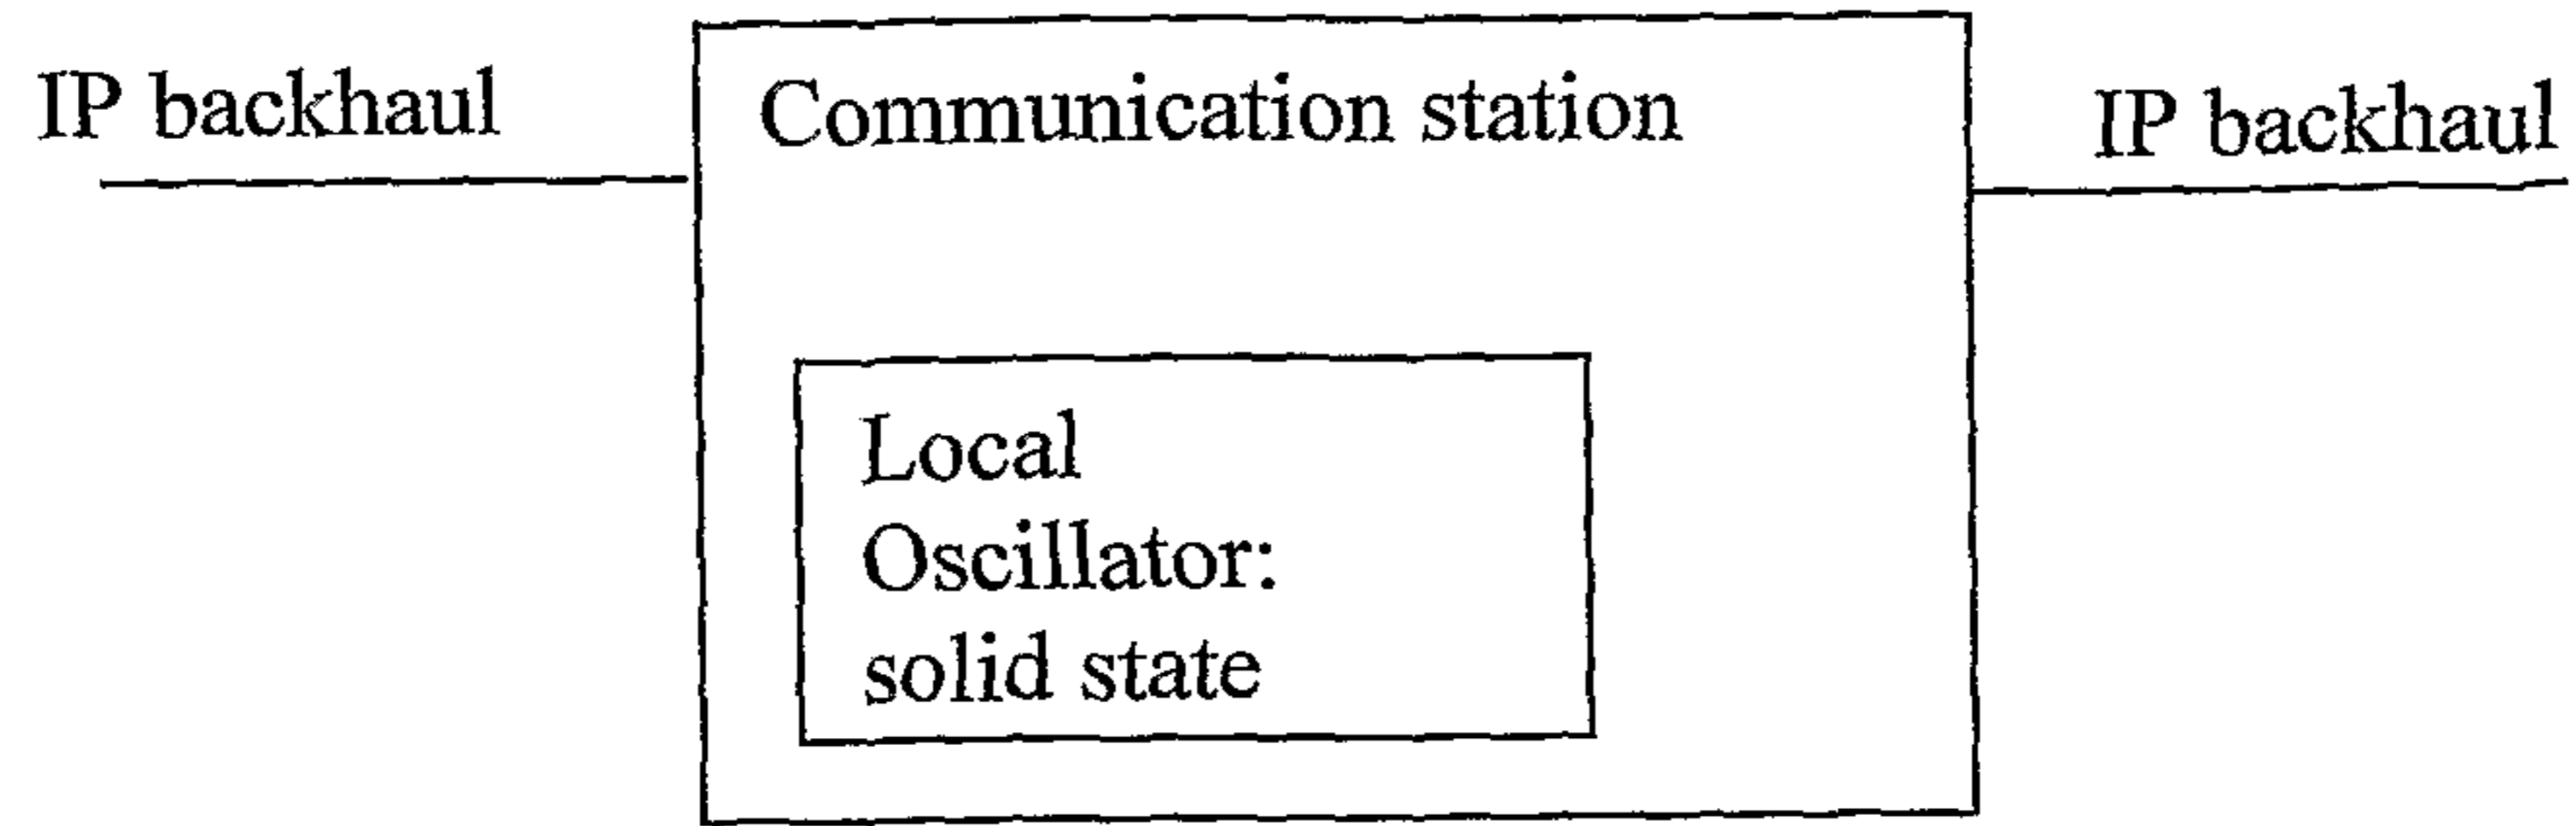 IP backhaul
Communication station
IP backhaul
Local
Oscillator:
solid state